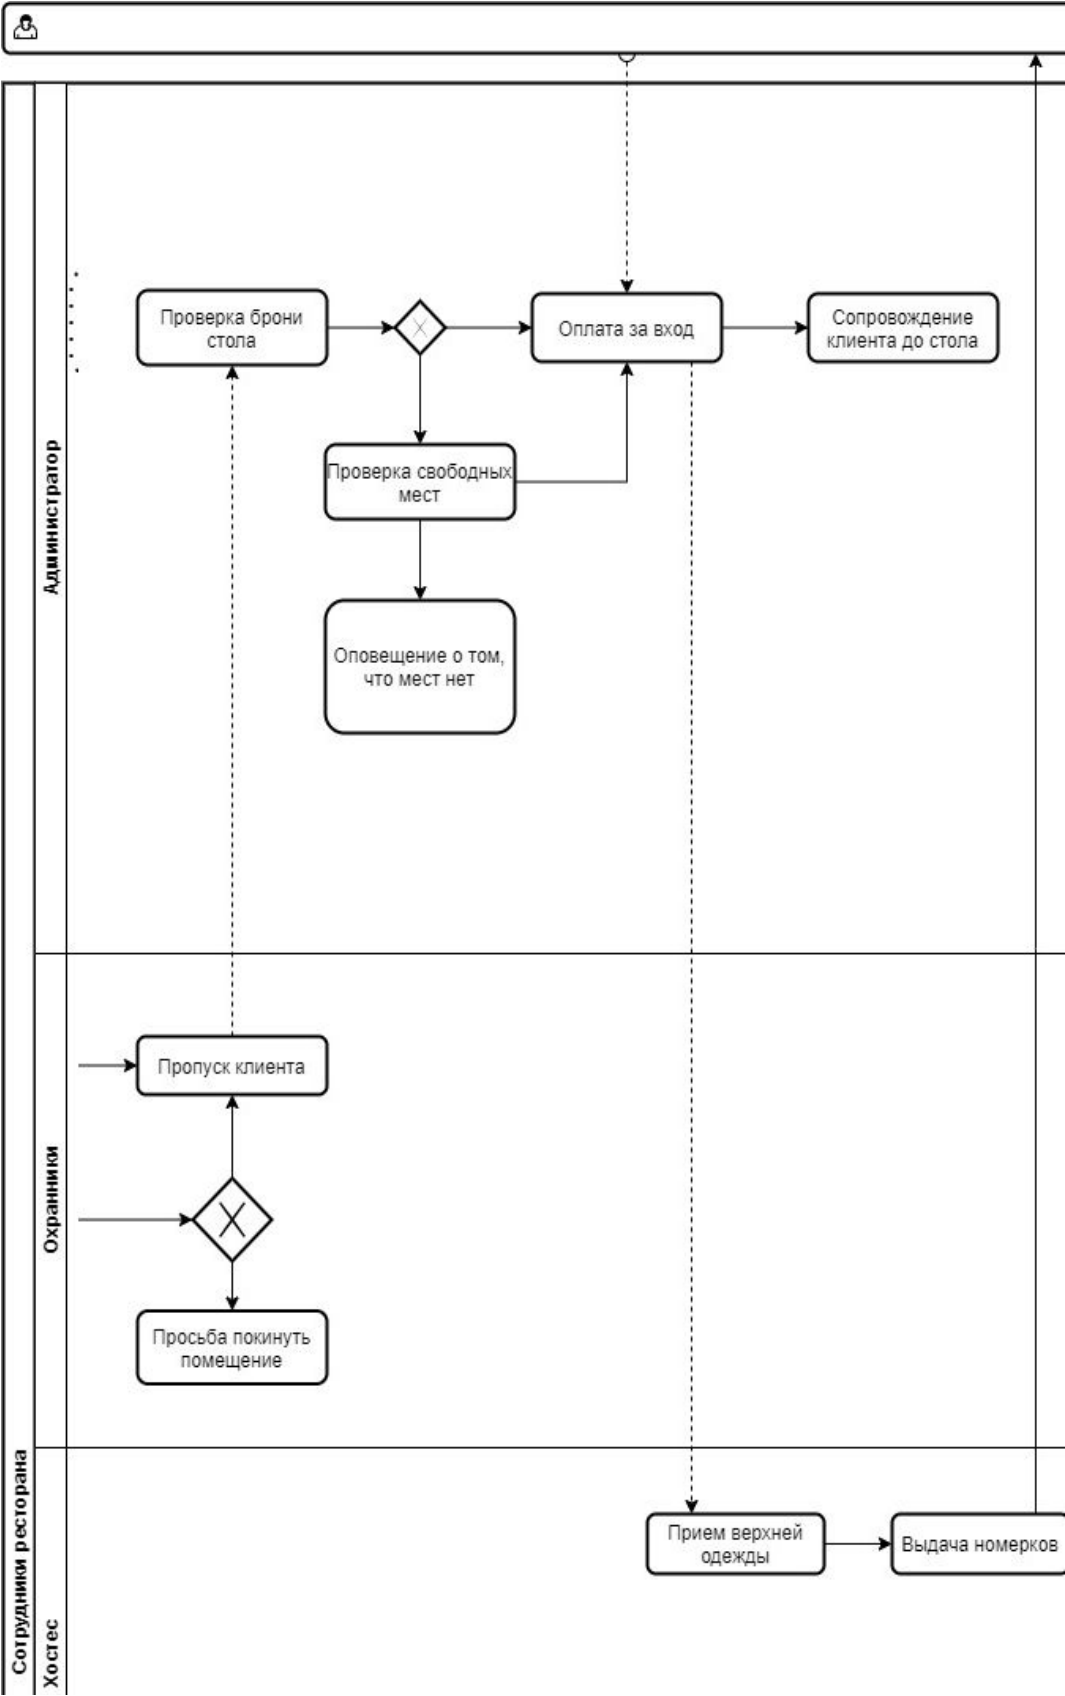 Сотрудники ресторана
Администратор
Проверка брони
стола
Оплата за вход
Сопровождение
клиента до стола
Проверка свободных
мест
Оповещение о том,
что мест нет
Охранники
Пропуск клиента
Просьба покинуть
помещение
Хостес
Прием верхней
одежды
Выдача номерков